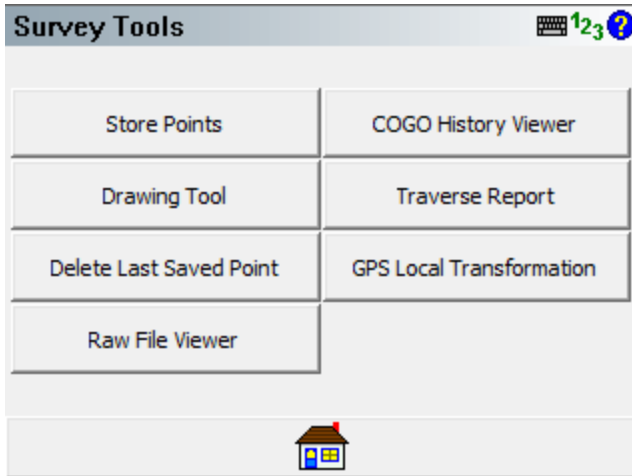 Survey Tools 123 ?
Store Points
COGO History Viewer
Drawing Tool
Traverse Report
Delete Last Saved Point
GPS Local Transformation
Raw File Viewer